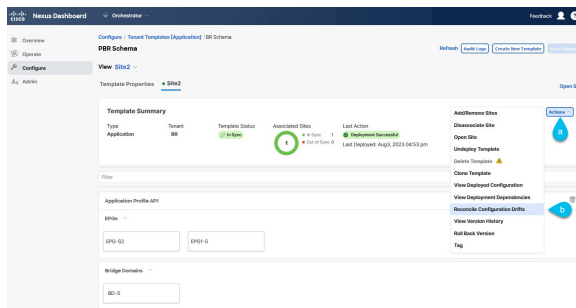 CISCO Nexus Dashboard
Orchestrator
Feedback
Overview
Operate
Configure
Admin
Configure / Tenant Templates [Application] /BR Schema
PBR Schema
Refresh
Audit Logs
Create New Template
View Site2
Template Properties
Site2
Template Summary
Actions
a
Type
Application
Tenant
BR
Template Status
In Sync
Associated Sites
1
In Sync 1
Out of Sync 0
Last Action
Deployment Successful
Last Deployed: Aug3, 2023 04:53 pm
Add/Remove Sites
Disassociate Site
Open Site
Undeploy Template
Delete Template
Clone Template
View Deployed Configuration
View Deployment Dependencies
Reconcile Configuration Drifts
b
View Version History
Roll Back Version
Tag
Filter
Application Profile AP1
EPGs
EPG-S2
EPG1-S
Bridge Domains
BD-S